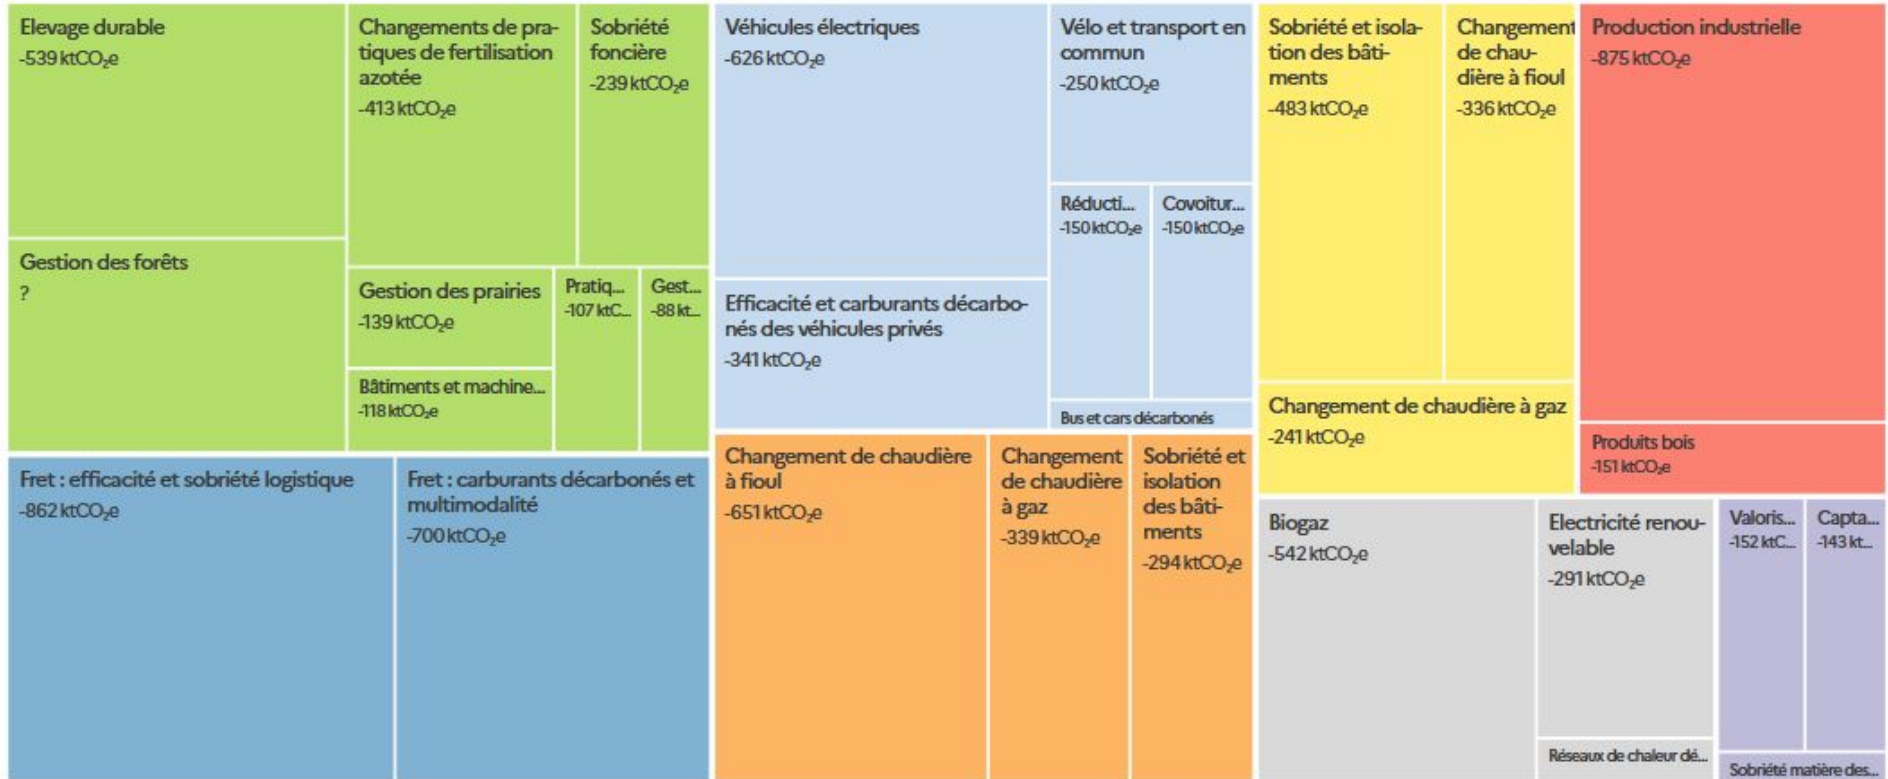 Elevage durable
-539 ktCO₂e
Changements de pra-
tiques de fertilisation
azotée
-413 ktCO₂e
Sobriété
foncière
-239 ktCO₂e
Gestion des forêts
?
Gestion des prairies
-139 ktCO₂e
Pratiq...
-107 ktC...
Gest...
-88 kt...
Bâtiments et machine...
-118 ktCO₂e
Véhicules électriques
-626 ktCO₂e
Vélo et transport en
commun
-250 ktCO₂e
Réducti...
-150 ktCO₂e
Covoitur...
-150 ktCO₂e
Efficacité et carburants décarbo-
nés des véhicules privés
-341 ktCO₂e
Bus et cars décarbonés
Sobriété et isola-
tion des bâti-
ments
-483 ktCO₂e
Changement
de chau-
dière à fioul
-336 ktCO₂e
Changement de chaudière à gaz
-241 ktCO₂e
Production industrielle
-875 ktCO₂e
Produits bois
-151 ktCO₂e
Fret : efficacité et sobriété logistique
-862 ktCO₂e
Fret : carburants décarbonés et
multimodalité
-700 ktCO₂e
Changement de chaudière
à fioul
-651 ktCO₂e
Changement
de chaudière
à gaz
-339 ktCO₂e
Sobriété et
isolation
des bâti-
ments
-294 ktCO₂e
Biogaz
-542 ktCO₂e
Electricité renou-
velable
-291 ktCO₂e
Réseaux de chaleur dé...
Valoris...
-152 ktC...
Capta...
-143 kt...
Sobriété matière des...